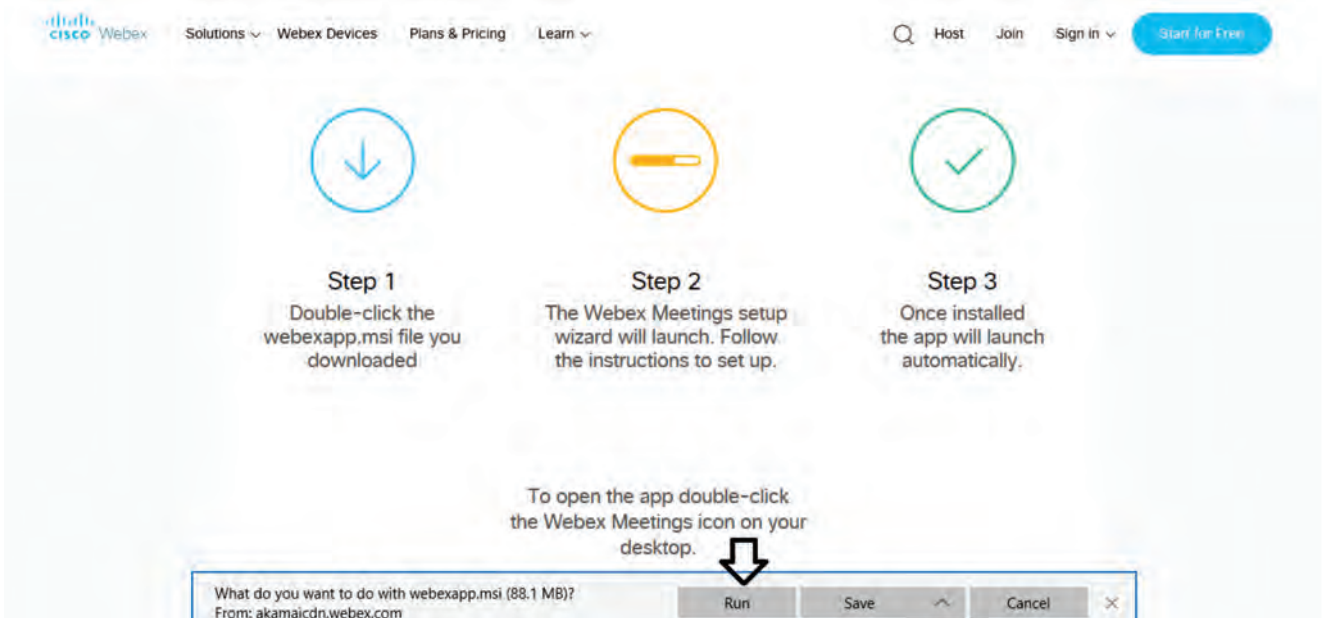 cisco Webex Solutions Webex Devices Plans & Pricing Learn Host Join Sign in Start for Free
Step 1
Double-click the
webexapp.msi file you
downloaded
Step 2
The Webex Meetings setup
wizard will launch. Follow
the instructions to set up.
Step 3
Once installed
the app will launch
automatically.
To open the app double-click
the Webex Meetings icon on your
desktop.
What do you want to do with webexapp.msi (88.1 MB)?
From: akamaicdn.webex.com
Run Save Cancel